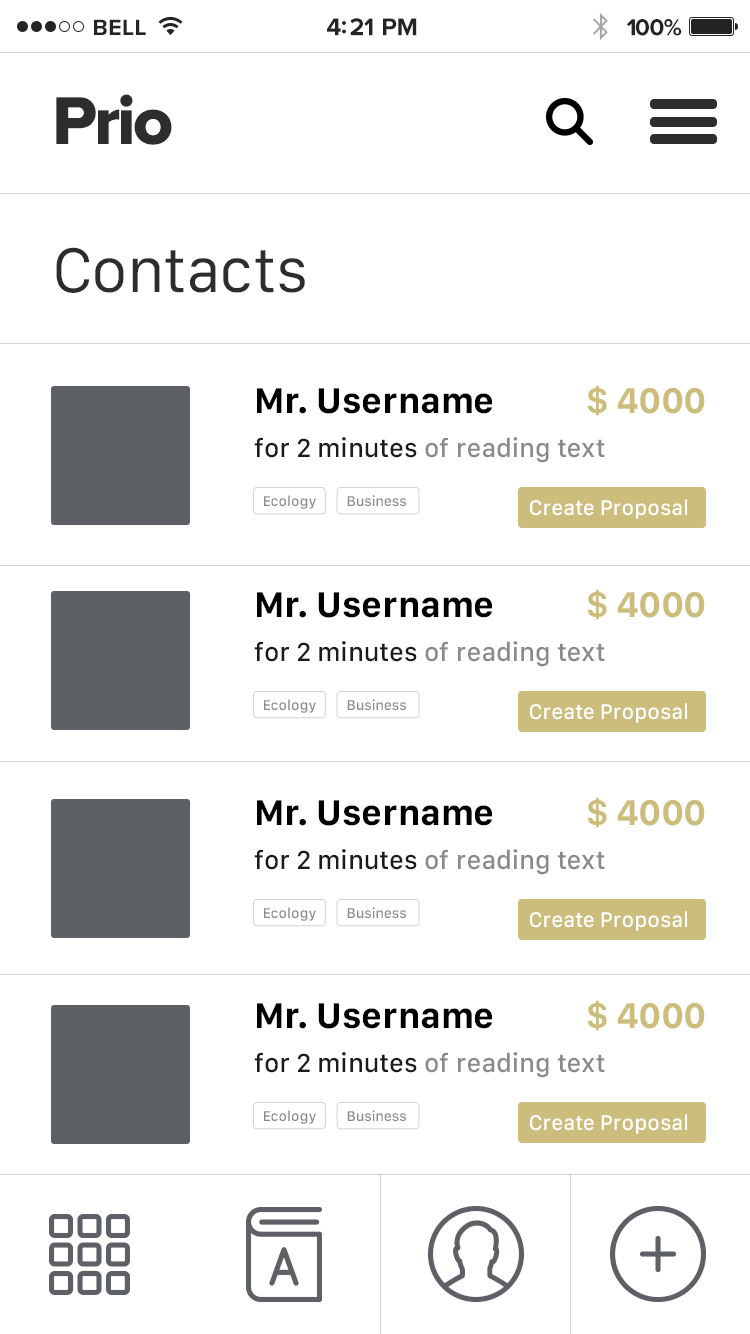 BELL 4:21 PM 100%
Prio
Contacts
Mr. Username $ 4000
for 2 minutes of reading text
Ecology Business Create Proposal
Mr. Username $ 4000
for 2 minutes of reading text
Ecology Business Create Proposal
Mr. Username $ 4000
for 2 minutes of reading text
Ecology Business Create Proposal
Mr. Username $ 4000
for 2 minutes of reading text
Ecology Business Create Proposal
A